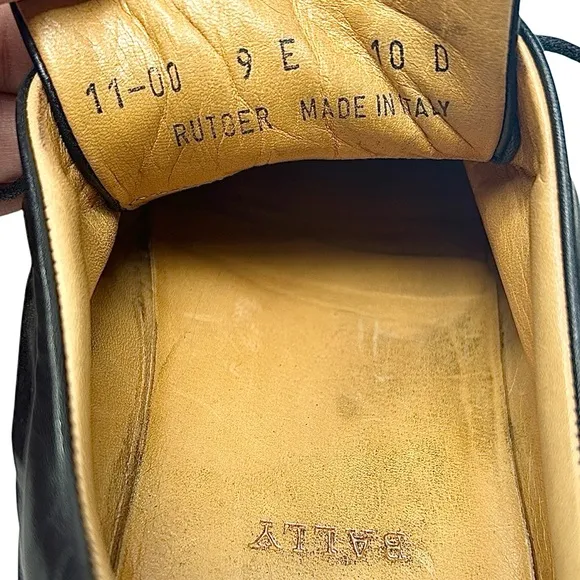 11-00 9 E 10 D
RUTGER MADE IN ITALY
BALLY